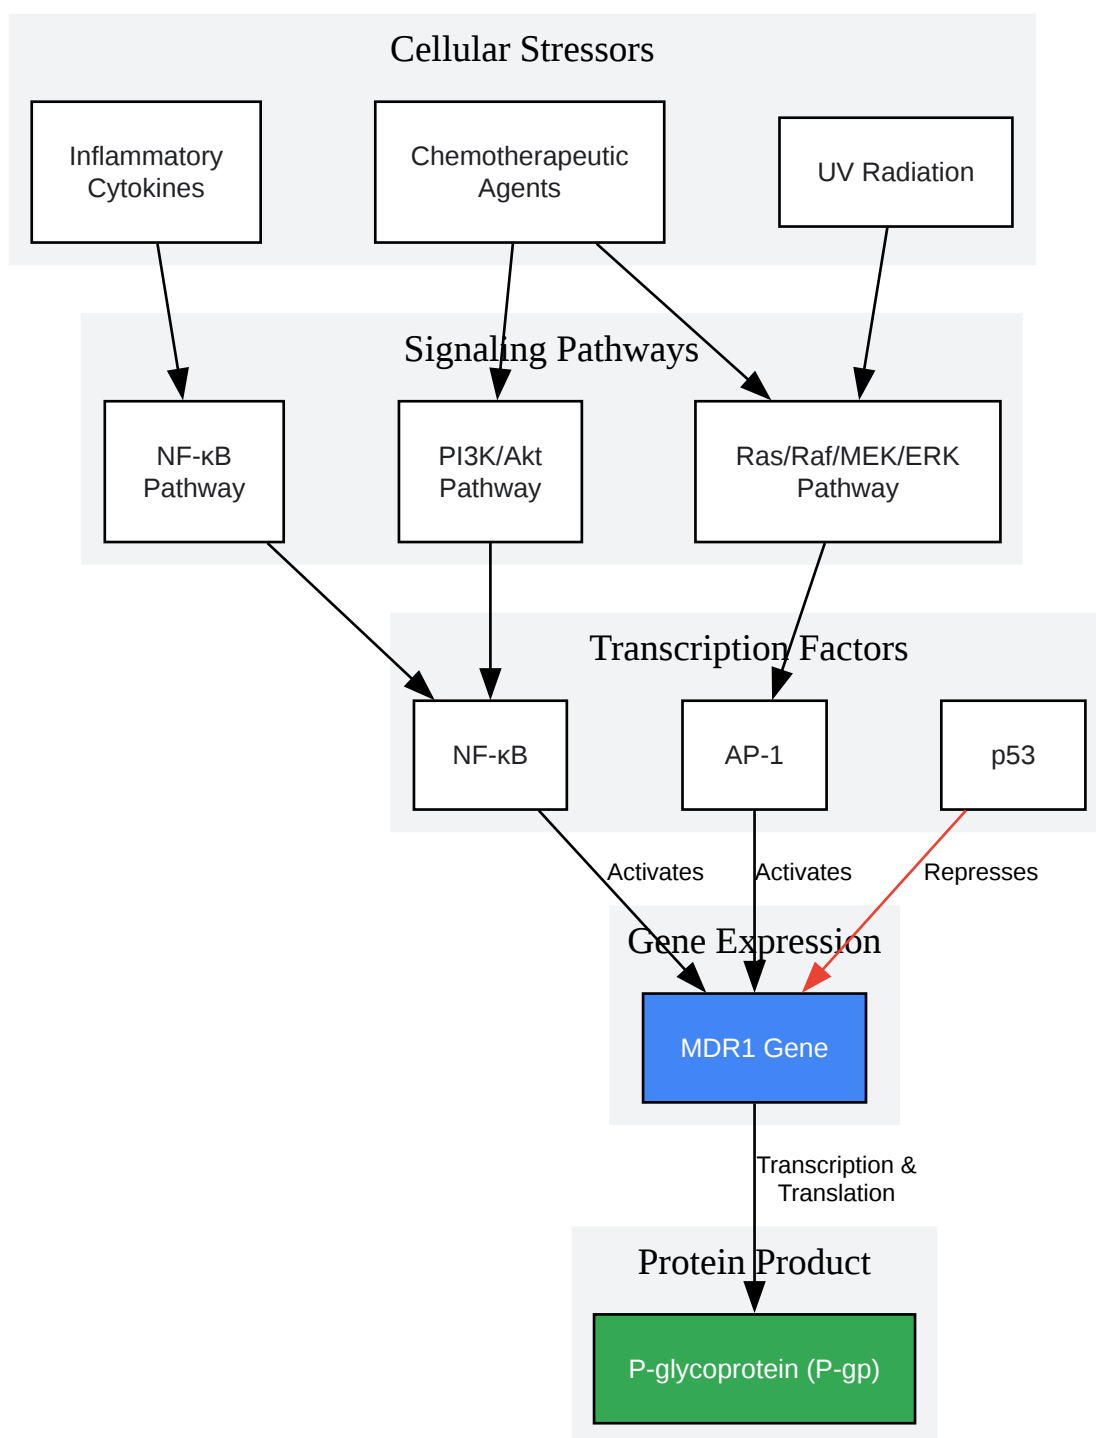 Cellular Stressors
Inflammatory
Cytokines
Chemotherapeutic
Agents
UV Radiation
Signaling Pathways
NF-κB
Pathway
PI3K/Akt
Pathway
Ras/Raf/MEK/ERK
Pathway
Transcription Factors
NF-κB
AP-1
p53
Activates
Activates
Represses
Gene Expression
MDR1 Gene
Transcription &
Translation
Protein Product
P-glycoprotein (P-gp)